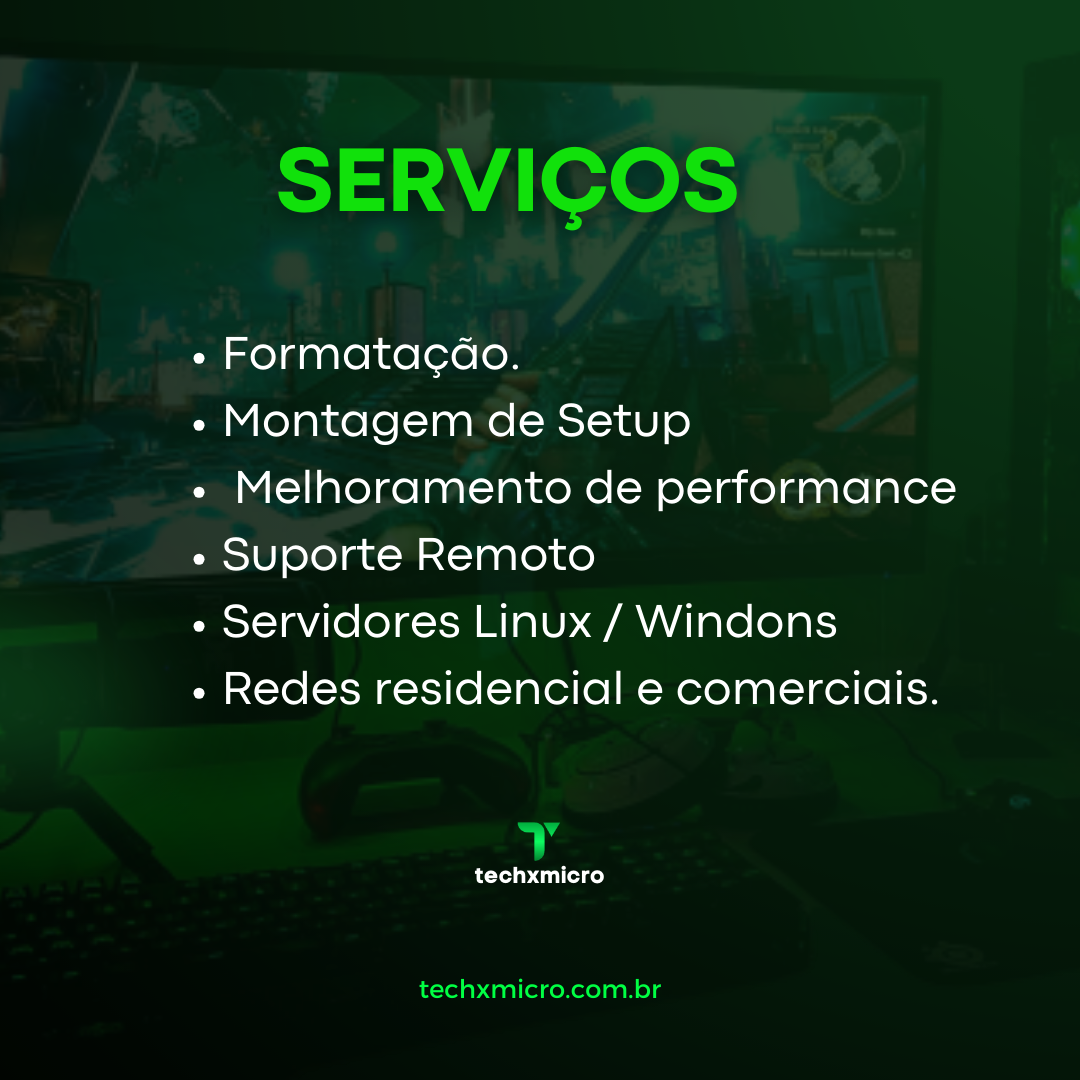 SERVIÇOS
• Formatação.
• Montagem de Setup
• Melhoramento de performance
• Suporte Remoto
• Servidores Linux / Windons
• Redes residencial e comerciais.
techxmicro
techxmicro.com.br